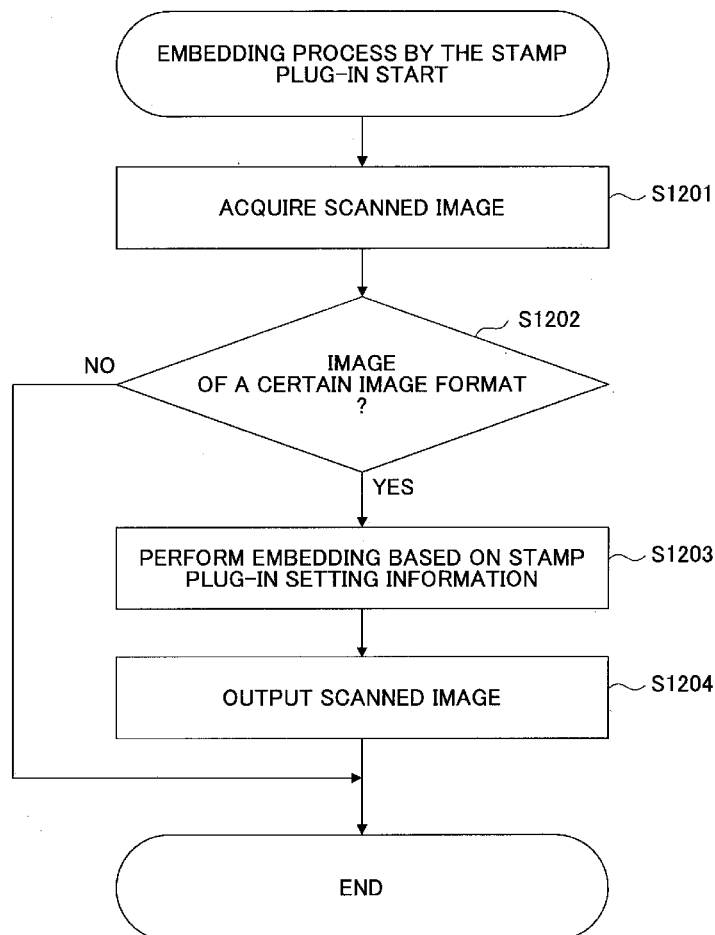 EMBEDDING PROCESS BY THE STAMP
PLUG-IN START
ACQUIRE SCANNED IMAGE
S1201
S1202
IMAGE
OF A CERTAIN IMAGE FORMAT
?
NO
YES
PERFORM EMBEDDING BASED ON STAMP
PLUG-IN SETTING INFORMATION
S1203
OUTPUT SCANNED IMAGE
S1204
END